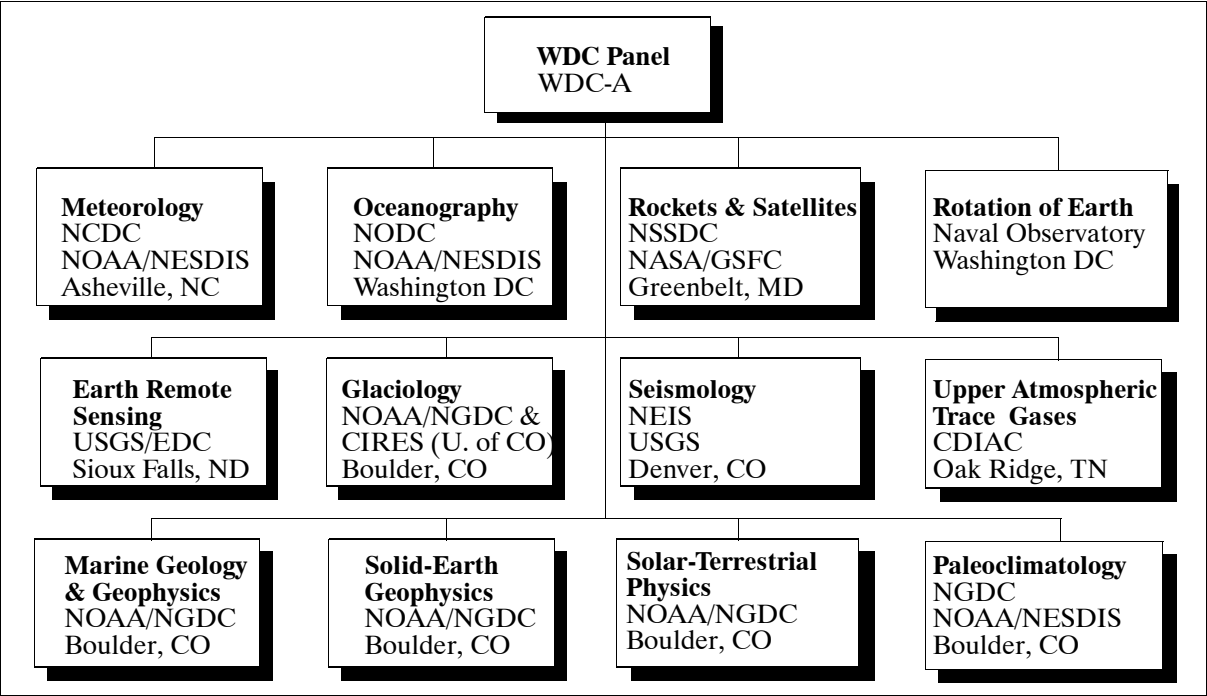 WDC Panel
WDC-A
Meteorology
NCDC
NOAA/NESDIS
Asheville, NC
Oceanography
NODC
NOAA/NESDIS
Washington DC
Rockets & Satellites
NSSDC
NASA/GSFC
Greenbelt, MD
Rotation of Earth
Naval Observatory
Washington DC
Earth Remote
Sensing
USGS/EDC
Sioux Falls, ND
Glaciology
NOAA/NGDC &
CIRES (U. of CO)
Boulder, CO
Seismology
NEIS
USGS
Denver, CO
Upper Atmospheric
Trace Gases
CDIAC
Oak Ridge, TN
Marine Geology
& Geophysics
NOAA/NGDC
Boulder, CO
Solid-Earth
Geophysics
NOAA/NGDC
Boulder, CO
Solar-Terrestrial
Physics
NOAA/NGDC
Boulder, CO
Paleoclimatology
NGDC
NOAA/NESDIS
Boulder, CO